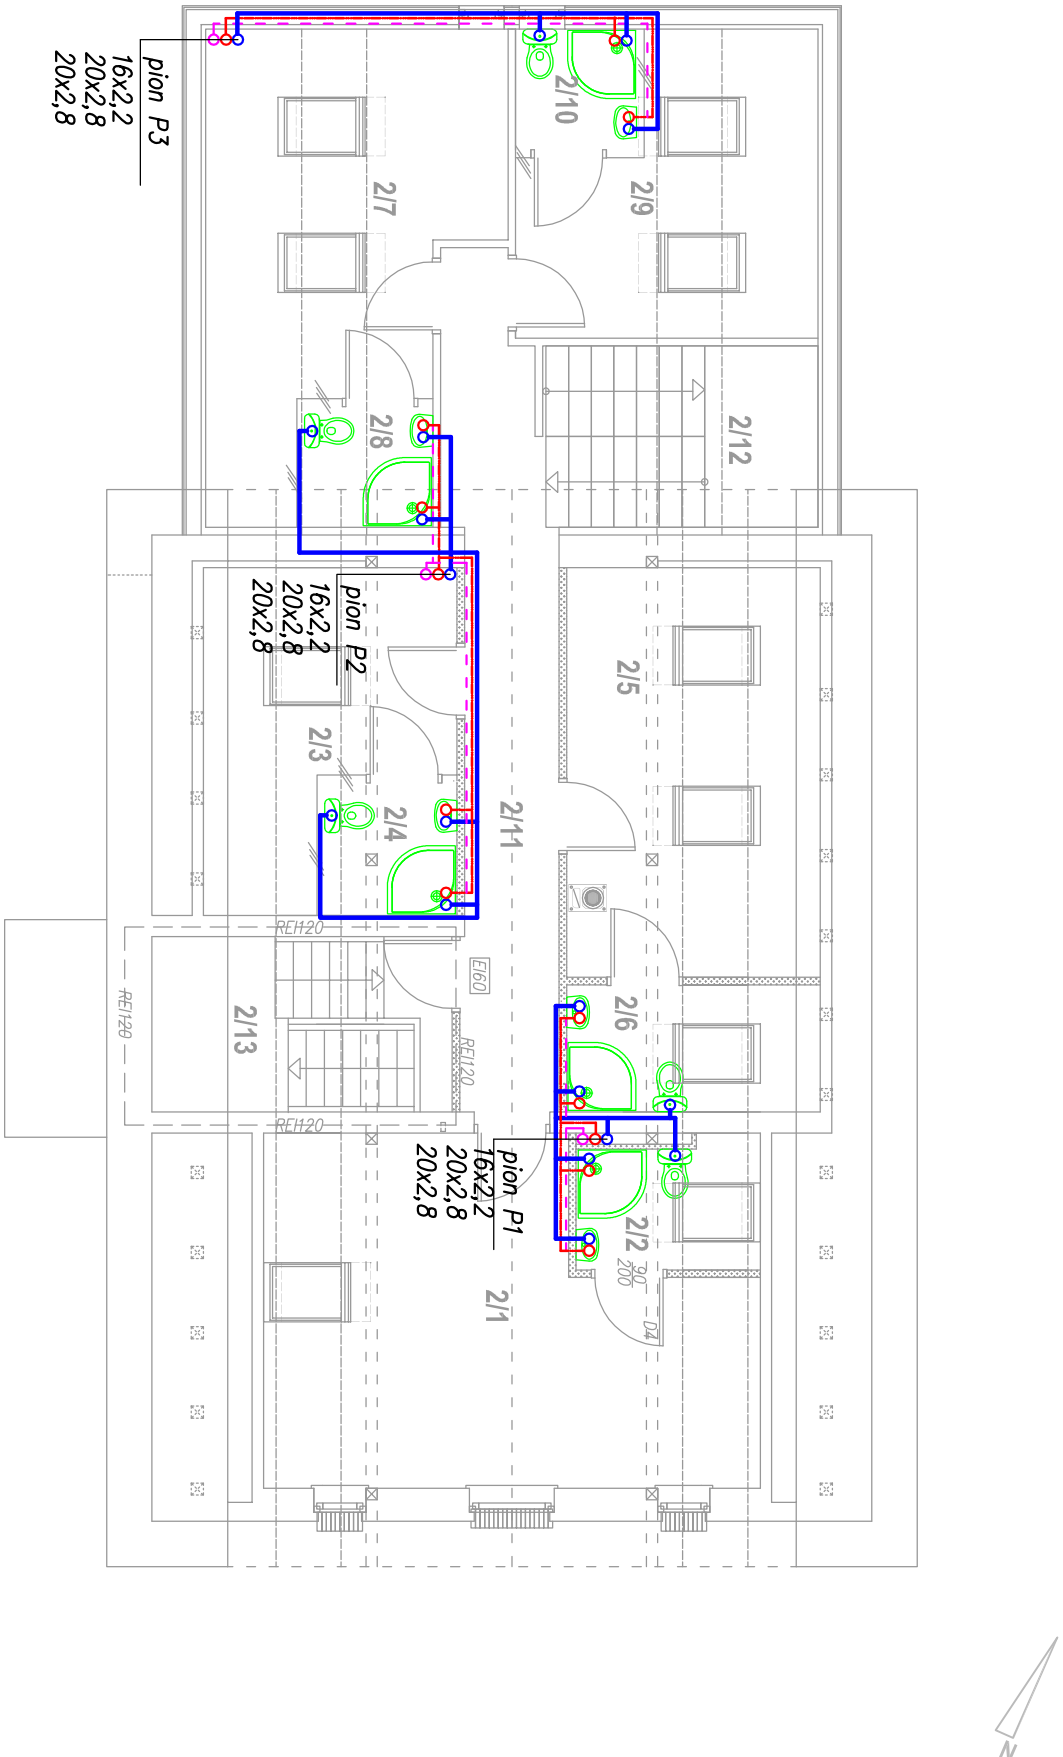 pion P3
16x2,2
20x2,8
20x2,8
2/10
2/7
2/9
2/8
2/12
pion P2
16x2,2
20x2,8
20x2,8
2/5
2/3
2/4
2/11
REI120
EI60
2/6
2/13
REI120
REI120
REI120
pion P1
16x2,2
20x2,8
20x2,8
2/2
90
200
D4
2/1
N